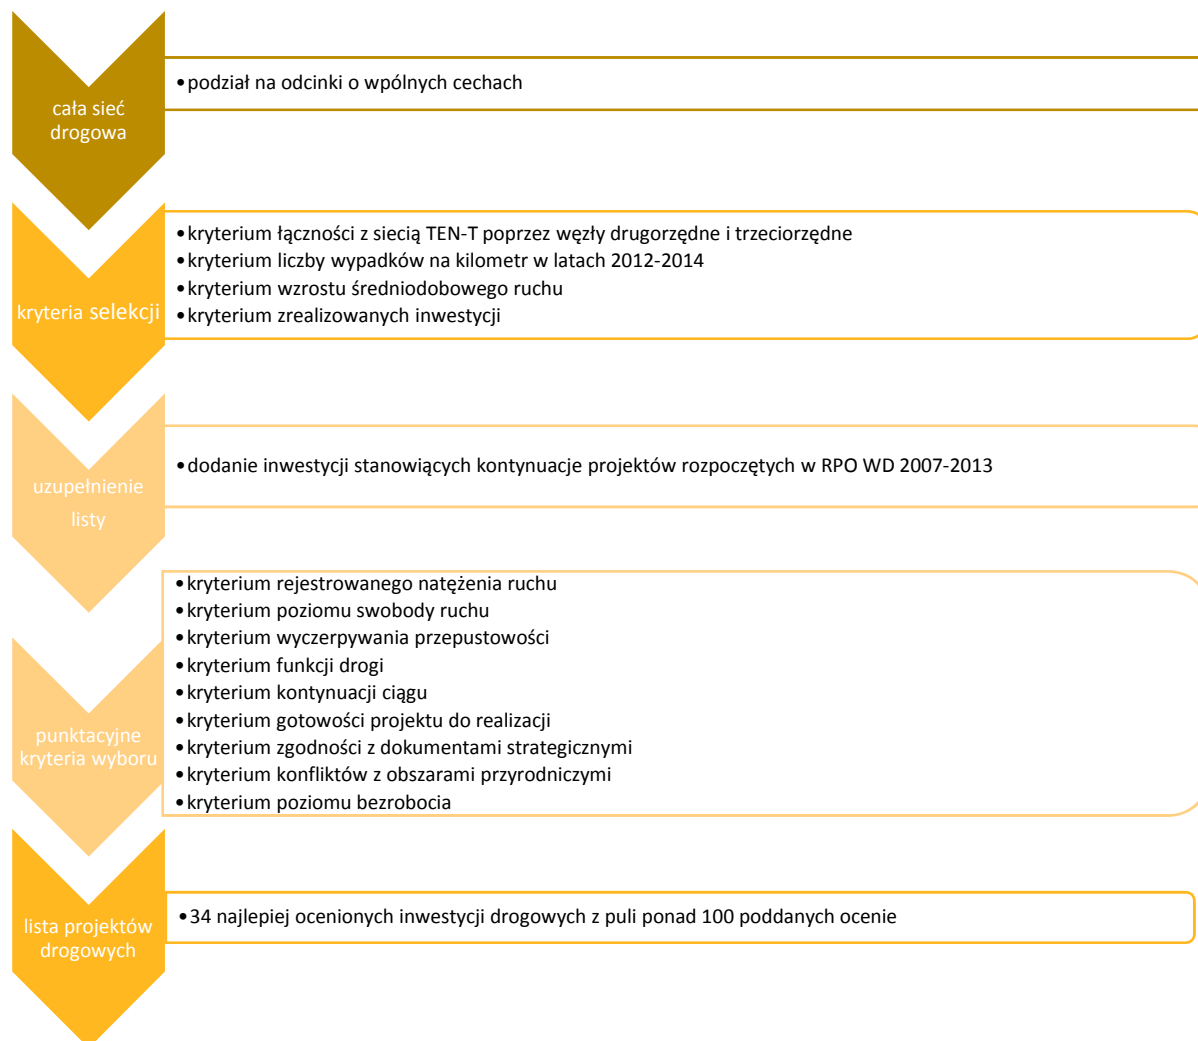 cała sieć
drogowa
•podział na odcinki o wpólnych cechach
kryteria selekcji
•kryterium łączności z siecią TEN-T poprzez węzły drugorzędne i trzeciorzędne
•kryterium liczby wypadków na kilometr w latach 2012-2014
•kryterium wzrostu średniodobowego ruchu
•kryterium zrealizowanych inwestycji
uzupełnienie
listy
•dodanie inwestycji stanowiących kontynuacje projektów rozpoczętych w RPO WD 2007-2013
punktacyjne
kryteria wyboru
•kryterium rejestrowanego natężenia ruchu
•kryterium poziomu swobody ruchu
•kryterium wyczerpywania przepustowości
•kryterium funkcji drogi
•kryterium kontynuacji ciągu
•kryterium gotowości projektu do realizacji
•kryterium zgodności z dokumentami strategicznymi
•kryterium konfliktów z obszarami przyrodniczymi
•kryterium poziomu bezrobocia
lista projektów
drogowych
•34 najlepiej ocenionych inwestycji drogowych z puli ponad 100 poddanych ocenie